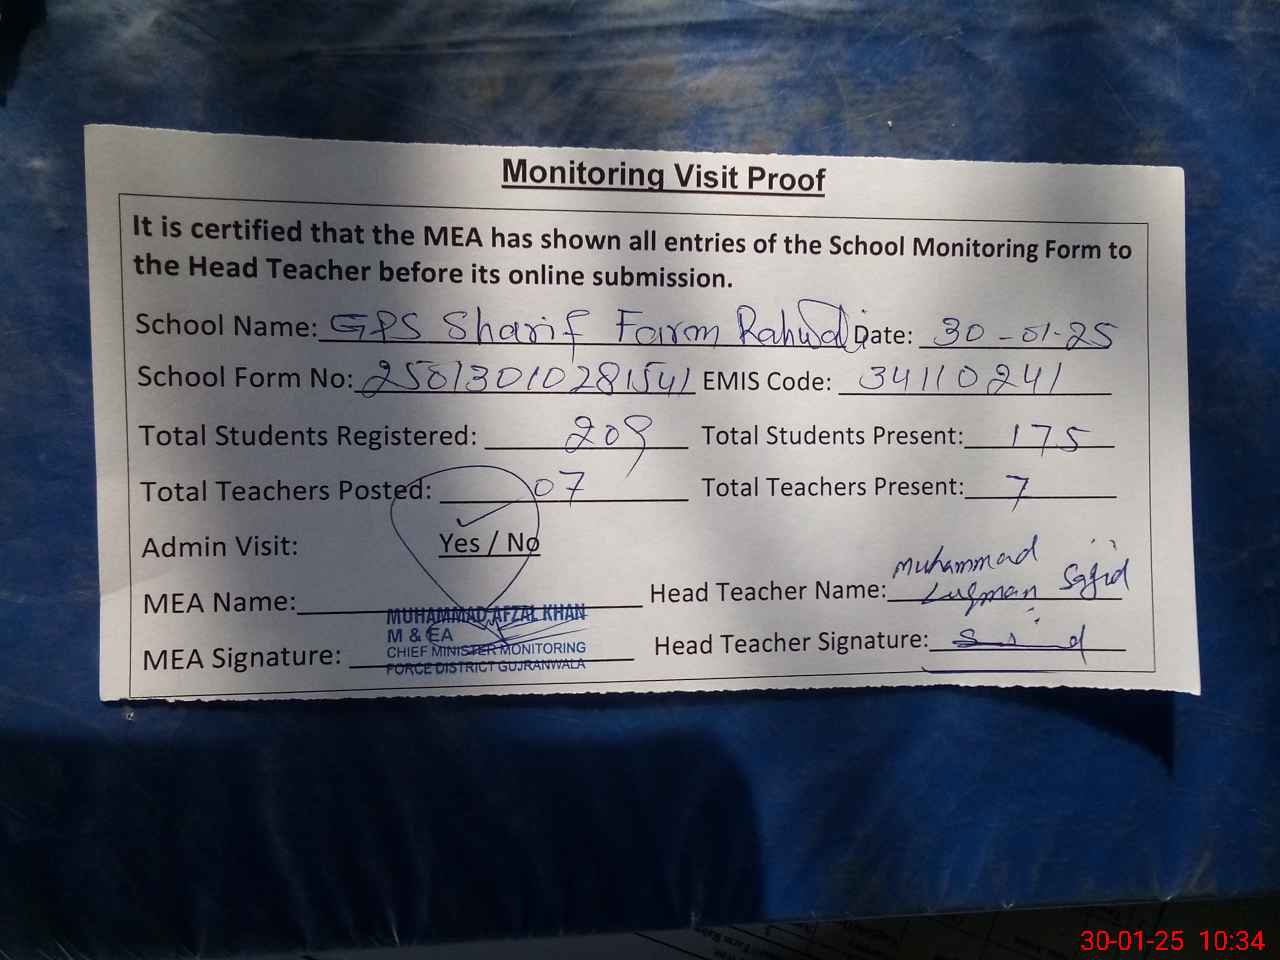 Monitoring Visit Proof
It is certified that the MEA has shown all entries of the School Monitoring Form to
the Head Teacher before its online submission.
School Name: GPS Sharif Farm Rahwali Date: 30-01-25
School Form No: 25013010281541 EMIS Code: 34110241
Total Students Registered: 209 Total Students Present: 175
Total Teachers Posted: 07 Total Teachers Present: 7
Admin Visit: Yes / No
MEA Name: MUHAMMAD AFZAL KHAN Head Teacher Name: Muhammad Luqman Sajid
M & EA
CHIEF MINISTER MONITORING
MEA Signature: FORCE DISTRICT GUJRANWALA Head Teacher Signature:
30-01-25 10:34